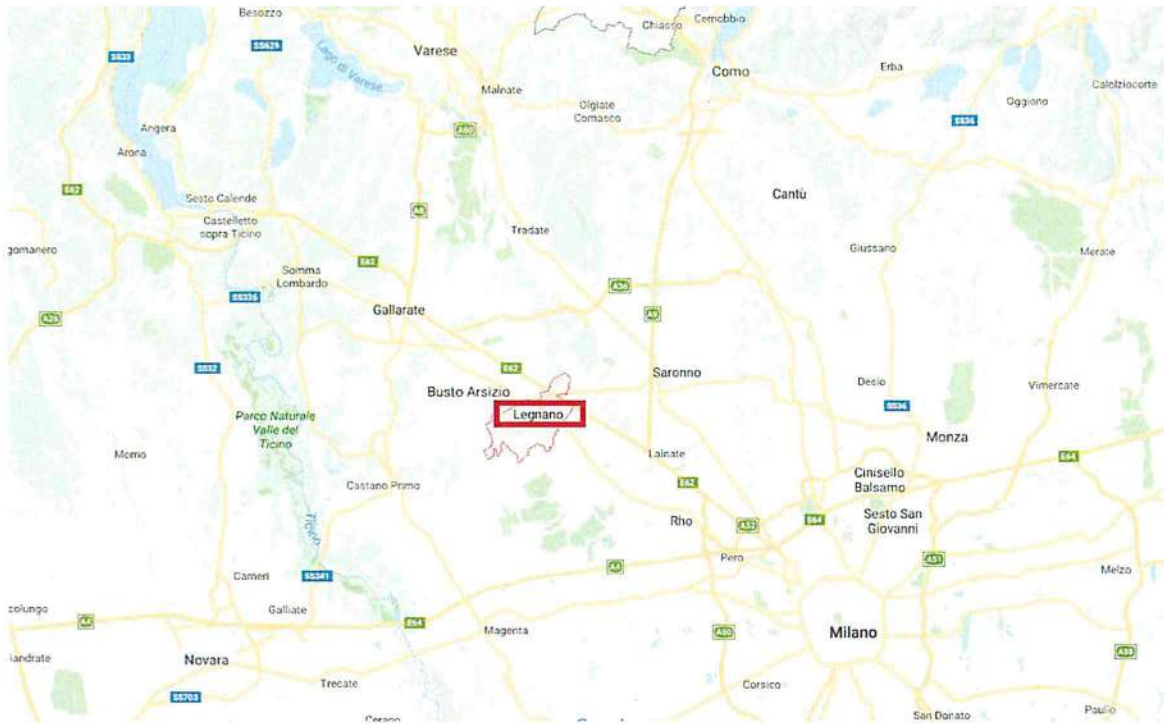 Besozzo
Chiasso
Cernobbio
SS33
SS629
Lago di Varese
Varese
Como
Erba
Calolziocorte
Malnate
Olgiate
Comasco
Oggiono
SS36
Angera
A60
Arona
E62
Sesto Calende
Cantù
Castelletto
sopra Ticino
Tradate
Giussano
Merate
gomanero
E62
Somma
Lombardo
A36
SS336
Gallarate
A26
A9
E62
SS32
Saronno
Busto Arsizio
Desio
Vimercate
Legnano
SS36
Parco Naturale
Valle del
Ticino
Monza
Momo
Lainate
E64
Cinisello
Balsamo
Castano Primo
E62
Rho
A52
E64
Sesto San
Giovanni
Ticino
Pero
A51
A4
Melzo
Cameri
SS341
colungo
Galliate
A4
E64
Magenta
A50
Milano
A58
iandrate
Novara
Trecate
Corsico
SS703
San Donato
Paullo
Cerano